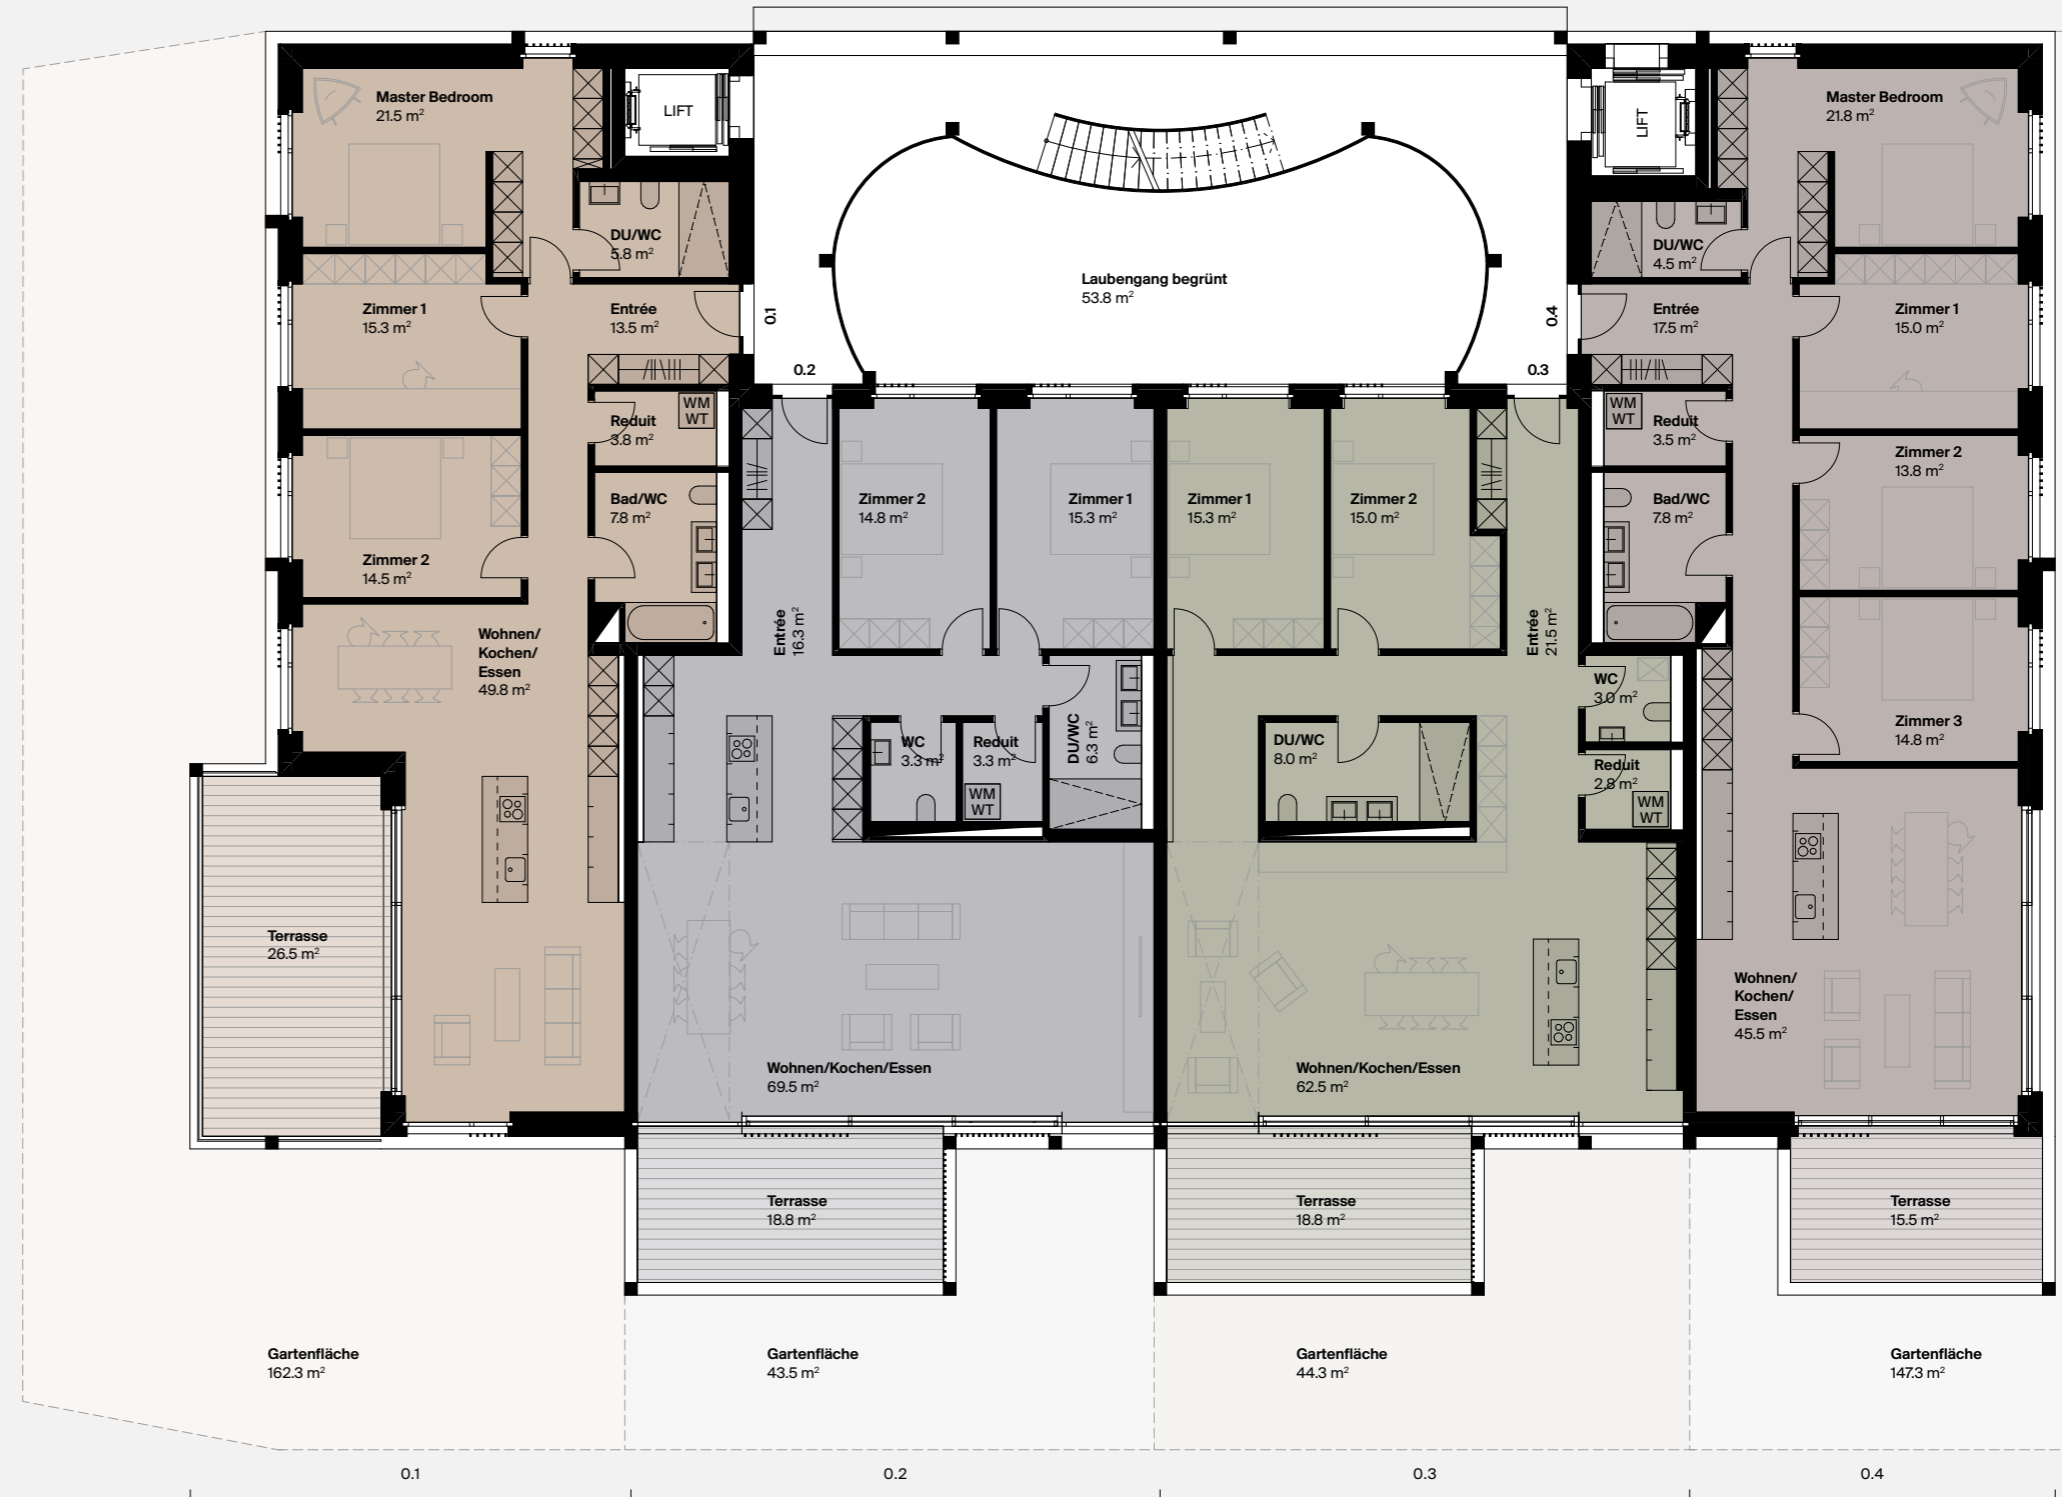 Master Bedroom
21.5 m²
LIFT
DU/WC
5.8 m²
Zimmer 1
15.3 m²
Entrée
13.5 m²
Reduit
3.8 m²
WM
WT
Bad/WC
7.8 m²
Zimmer 2
14.5 m²
Wohnen/
Kochen/
Essen
49.8 m²
Terrasse
26.5 m²
Gartenfläche
162.3 m²
0.1
Laubengang begrünt
53.8 m²
0.1
0.2
0.3
0.4
Zimmer 2
14.8 m²
Zimmer 1
15.3 m²
Entrée
16.3 m²
WC
3.3 m²
Reduit
3.3 m²
WM
WT
DU/WC
6.3 m²
Wohnen/Kochen/Essen
69.5 m²
Terrasse
18.8 m²
Gartenfläche
43.5 m²
0.2
Zimmer 1
15.3 m²
Zimmer 2
15.0 m²
Entrée
21.5 m²
DU/WC
8.0 m²
WC
3.0 m²
Reduit
2.8 m²
WM
WT
Wohnen/Kochen/Essen
62.5 m²
Terrasse
18.8 m²
Gartenfläche
44.3 m²
0.3
LIFT
Master Bedroom
21.8 m²
DU/WC
4.5 m²
Entrée
17.5 m²
Zimmer 1
15.0 m²
WM
WT
Reduit
3.5 m²
Zimmer 2
13.8 m²
Bad/WC
7.8 m²
Zimmer 3
14.8 m²
Wohnen/
Kochen/
Essen
45.5 m²
Terrasse
15.5 m²
Gartenfläche
147.3 m²
0.4